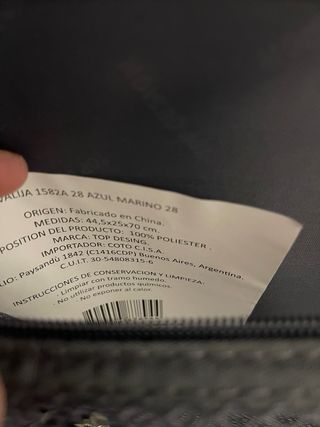 VALIJA 1582A 28 AZUL MARINO 28
ORIGEN: Fabricado en China.
MEDIDAS: 44,5x25x70 cm.
POSITION DEL PRODUCTO: 100% POLIESTER .
MARCA: TOP DESING.
IMPORTADOR: COTO C.I.S.A.
LIO: Paysandú 1842 (C1416CDP) Buenos Aires, Argentina.
C.U.I.T. 30-54808315-6
INSTRUCCIONES DE CONSERVACION Y LIMPIEZA:
. Limpiar con tramo humedo.
. No utilizar productos quimicos.
. No exponer al calor.